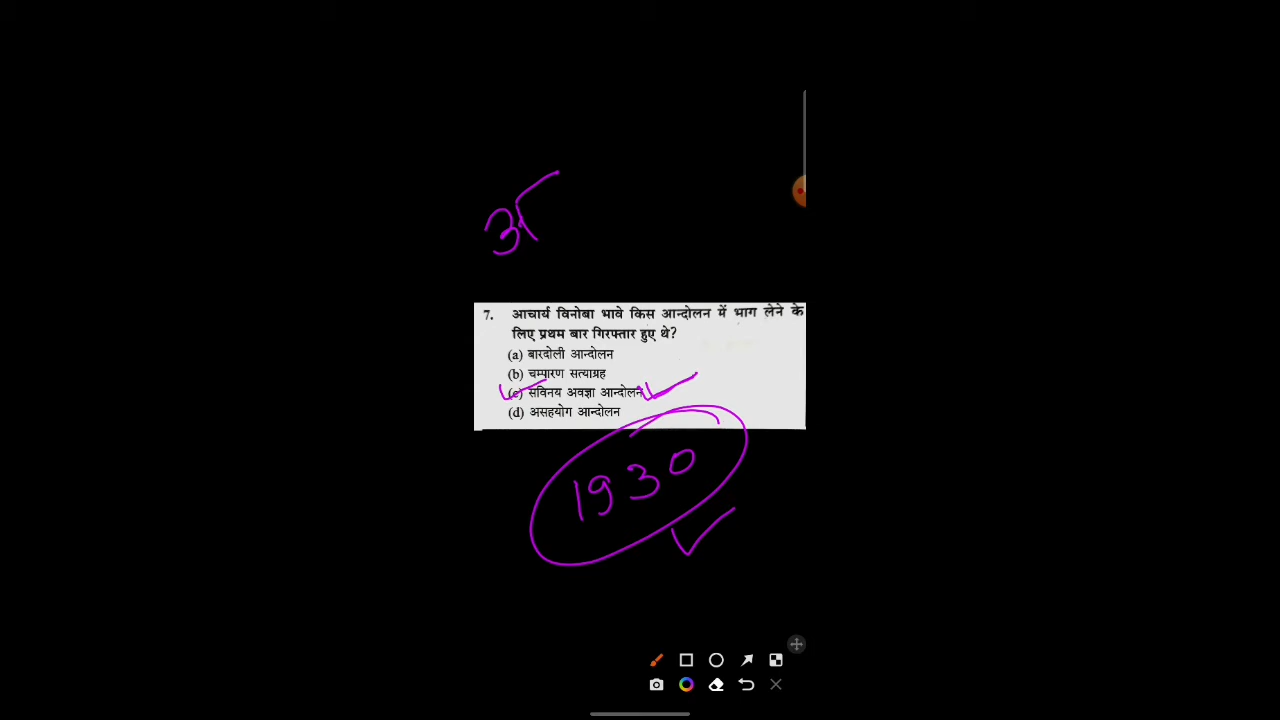 अ
7. आचार्य विनोबा भावे किस आन्दोलन में भाग लेने के
लिए प्रथम बार गिरफ्तार हुए थे?
(a) बारदोली आन्दोलन
(b) चम्पारण सत्याग्रह
(c) सविनय अवज्ञा आन्दोलन
(d) असहयोग आन्दोलन
1930